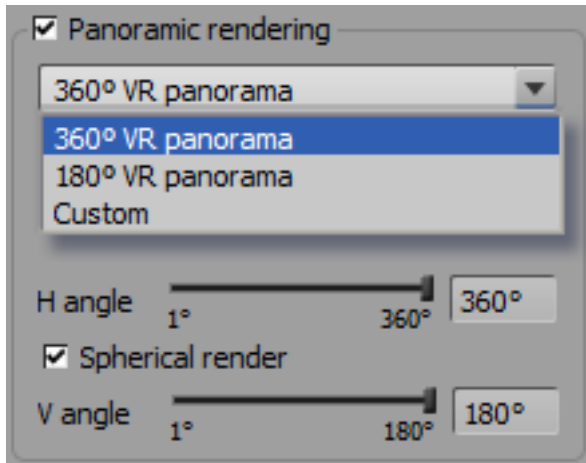 Panoramic rendering
360º VR panorama
360º VR panorama
180º VR panorama
Custom
H angle 1° 360° 360°
Spherical render
V angle 1° 180° 180°